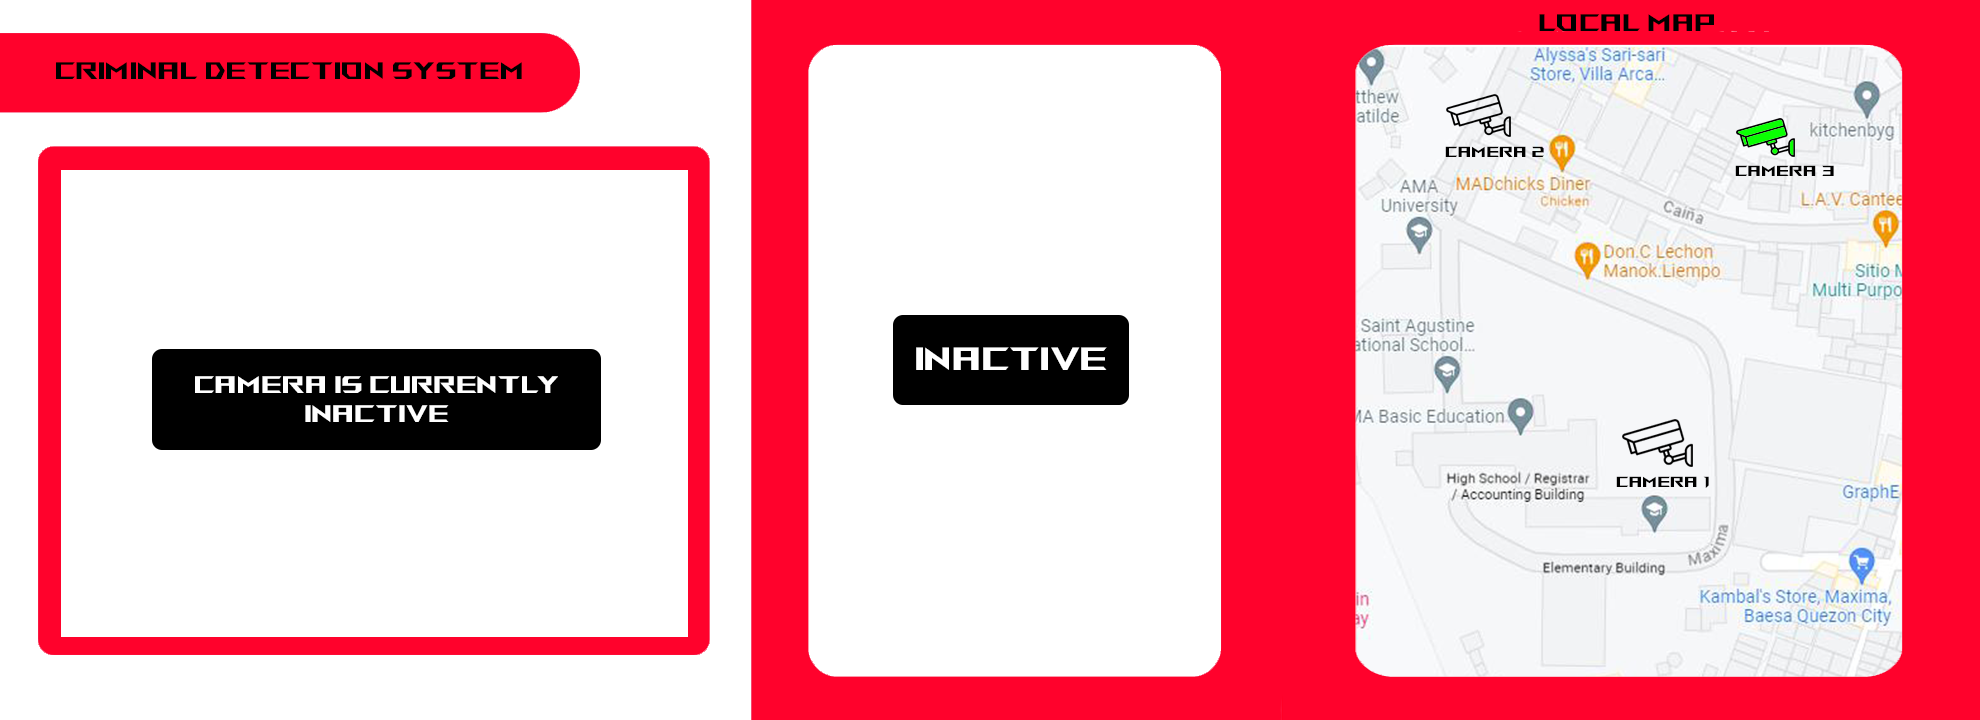 CRIMINAL DETECTION SYSTEM
CAMERA IS CURRENTLY
INACTIVE
INACTIVE
LOCAL MAP
Alyssa's Sari-sari
Store, Villa Arca...
tthew
atilde
CAMERA 2
kitchenbyg
CAMERA 3
AMA
University
MADchicks Diner
Chicken
Caiña
L.A.V. Cantee
Don.C Lechon
Manok.Liempo
Sitio
Multi Purpo
Saint Agustine
ational School...
MA Basic Education
High School / Registrar
/ Accounting Building
CAMERA 1
GraphE
Maxima
Elementary Building
in
ay
Kambal's Store, Maxima,
Baesa Quezon City